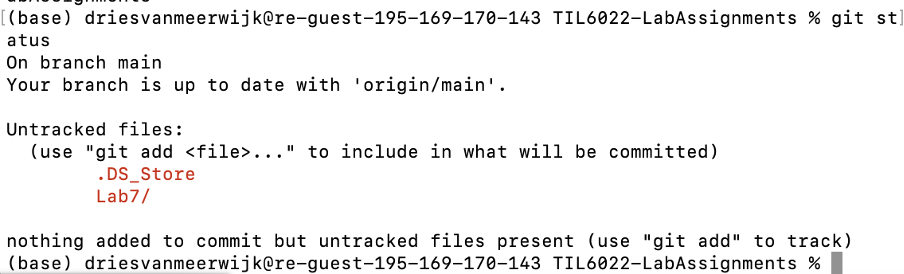 (base) driesvanmeerwijk@re-guest-195-169-170-143 TIL6022-LabAssignments % git st
atus
On branch main
Your branch is up to date with 'origin/main'.
Untracked files:
(use "git add <file>..." to include in what will be committed)
.DS_Store
Lab7/
nothing added to commit but untracked files present (use "git add" to track)
(base) driesvanmeerwijk@re-guest-195-169-170-143 TIL6022-LabAssignments %